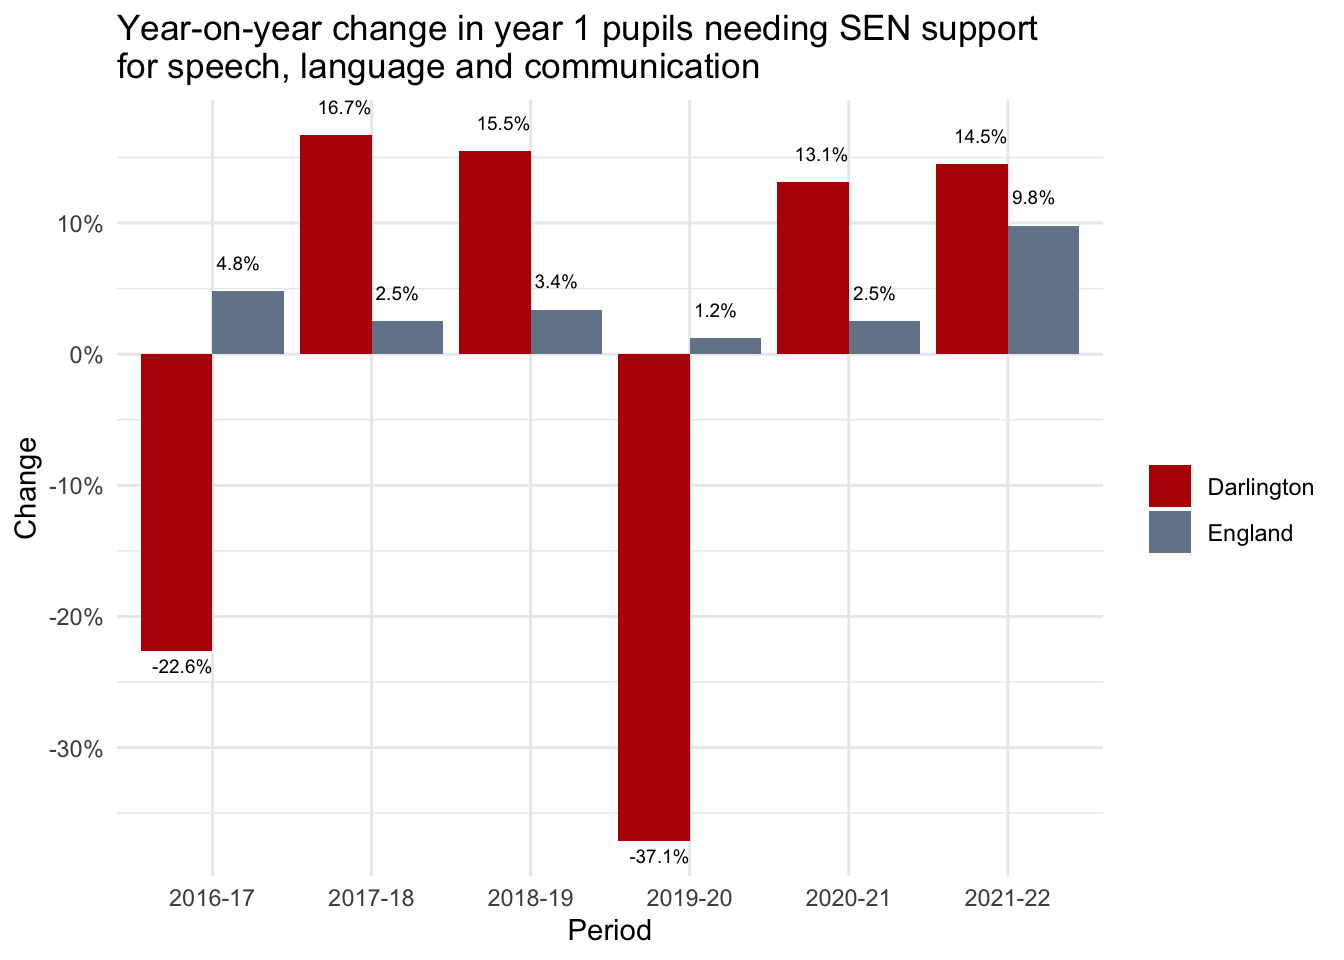 Year-on-year change in year 1 pupils needing SEN support
for speech, language and communication
16.7%
15.5%
14.5%
13.1%
9.8%
4.8%
2.5%
3.4%
1.2%
2.5%
-22.6%
-37.1%
10%
0%
-10%
-20%
-30%
Change
Darlington
England
2016-17 2017-18 2018-19 2019-20 2020-21 2021-22
Period